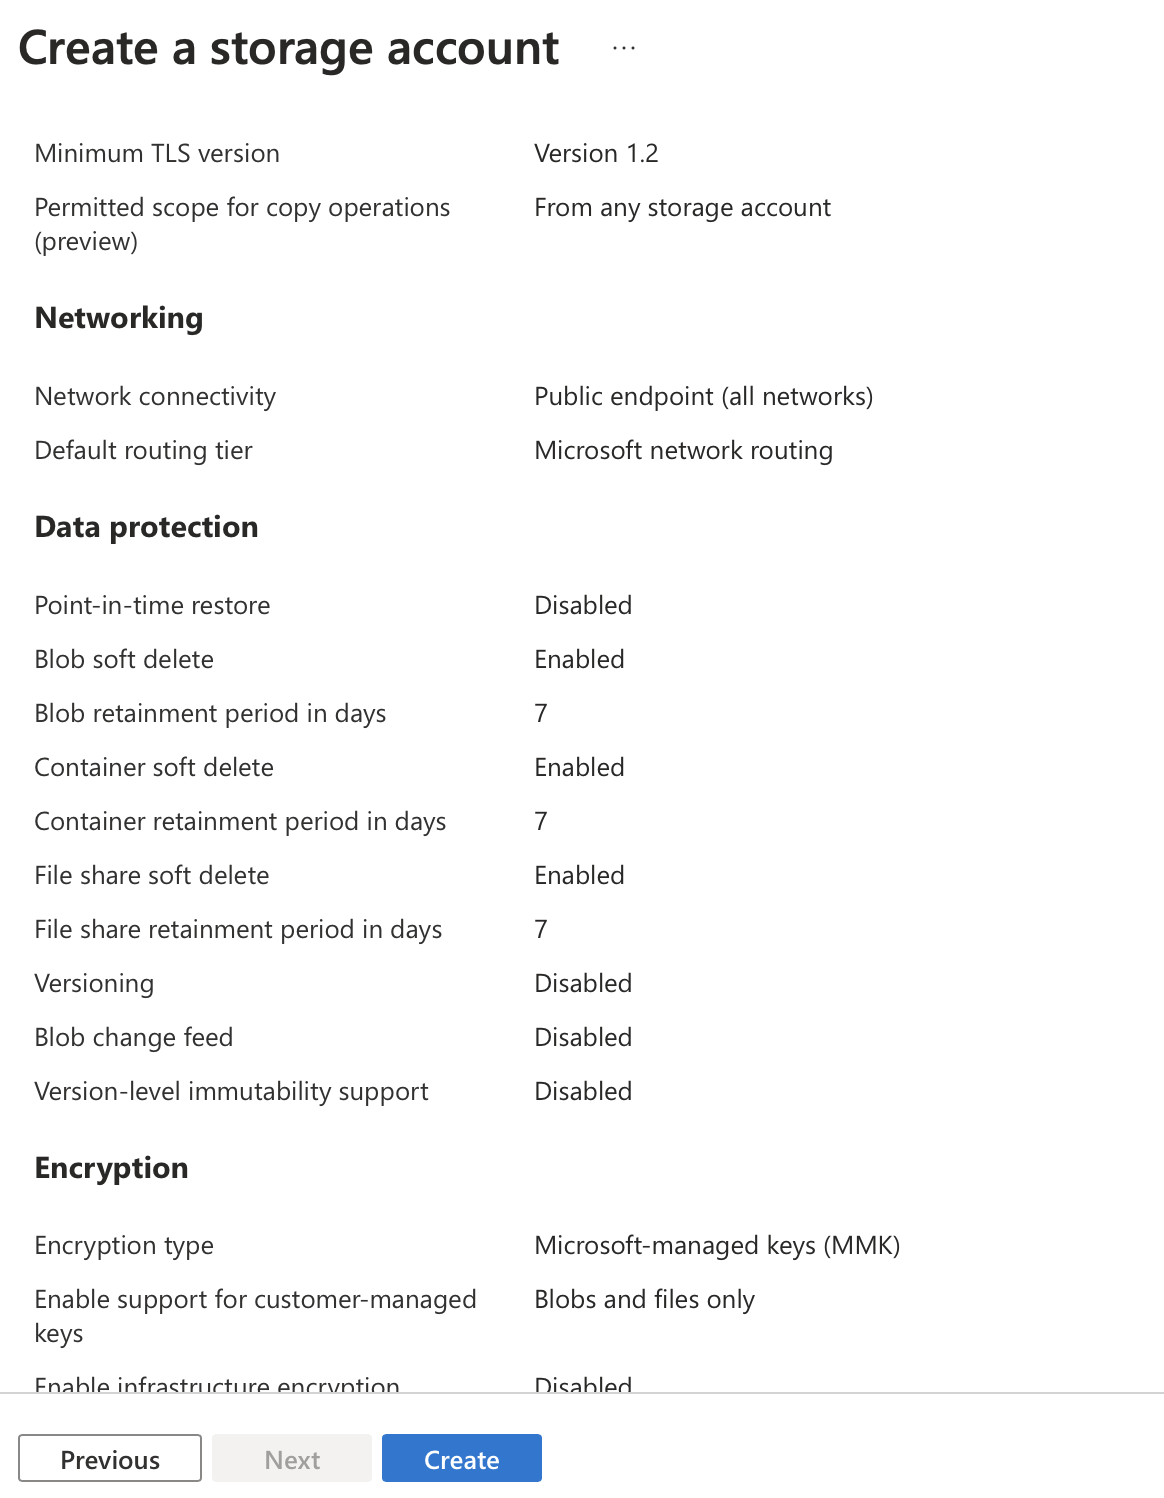 Create a storage account ...
Minimum TLS version Version 1.2
Permitted scope for copy operations From any storage account
(preview)
Networking
Network connectivity Public endpoint (all networks)
Default routing tier Microsoft network routing
Data protection
Point-in-time restore Disabled
Blob soft delete Enabled
Blob retainment period in days 7
Container soft delete Enabled
Container retainment period in days 7
File share soft delete Enabled
File share retainment period in days 7
Versioning Disabled
Blob change feed Disabled
Version-level immutability support Disabled
Encryption
Encryption type Microsoft-managed keys (MMK)
Enable support for customer-managed Blobs and files only
keys
Enable infrastructure encryption Disabled
Previous Next Create